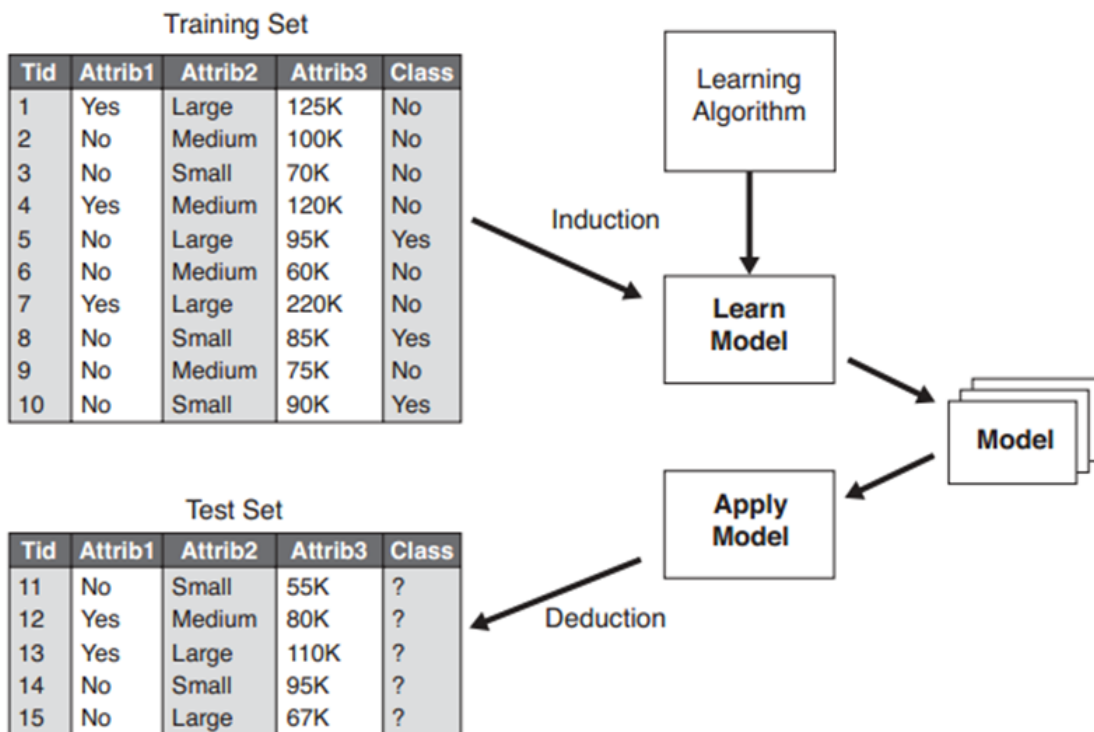 Training Set
Tid Attrib1 Attrib2 Attrib3 Class
1 Yes Large 125K No
2 No Medium 100K No
3 No Small 70K No
4 Yes Medium 120K No
5 No Large 95K Yes
6 No Medium 60K No
7 Yes Large 220K No
8 No Small 85K Yes
9 No Medium 75K No
10 No Small 90K Yes
Learning
Algorithm
Induction
Learn
Model
Model
Apply
Model
Deduction
Test Set
Tid Attrib1 Attrib2 Attrib3 Class
11 No Small 55K ?
12 Yes Medium 80K ?
13 Yes Large 110K ?
14 No Small 95K ?
15 No Large 67K ?